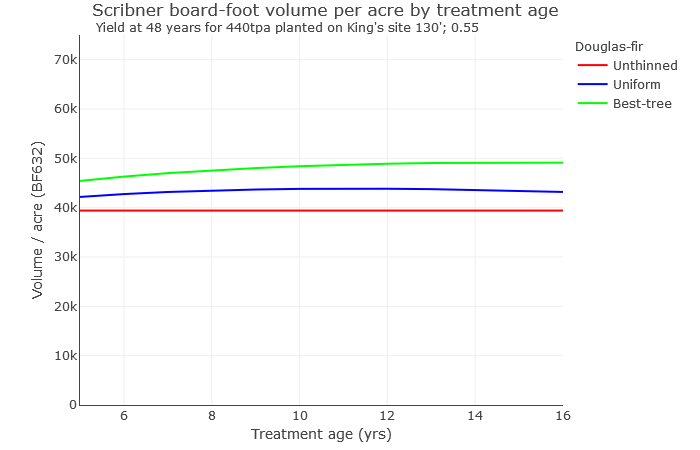 Scribner board-foot volume per acre by treatment age
Yield at 48 years for 440tpa planted on King's site 130'; 0.55
Douglas-fir
Unthinned
Uniform
Best-tree
Volume / acre (BF632)
70k
60k
50k
40k
30k
20k
10k
0
6
8
10
12
14
16
Treatment age (yrs)